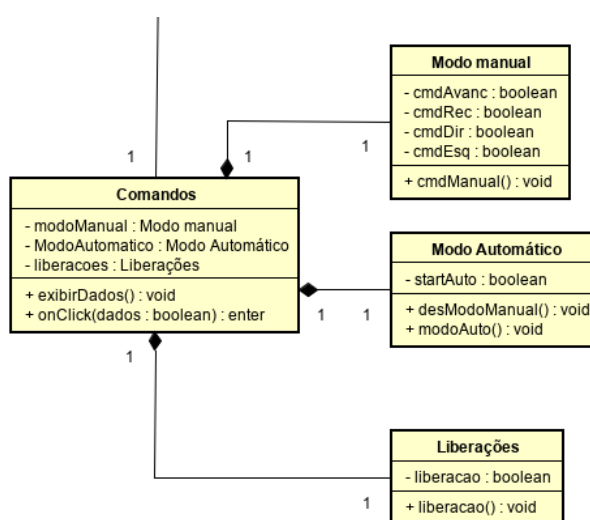 Modo manual
- cmdAvanc : boolean
- cmdRec : boolean
- cmdDir : boolean
- cmdEsq : boolean
+ cmdManual() : void
1
1
1
Comandos
- modoManual : Modo manual
- ModoAutomatico : Modo Automático
- liberacoes : Liberações
+ exibirDados() : void
+ onClick(dados : boolean) : enter
Modo Automático
- startAuto : boolean
+ desModoManual() : void
+ modoAuto() : void
1
1
1
Liberações
- liberacao : boolean
+ liberacao() : void
1